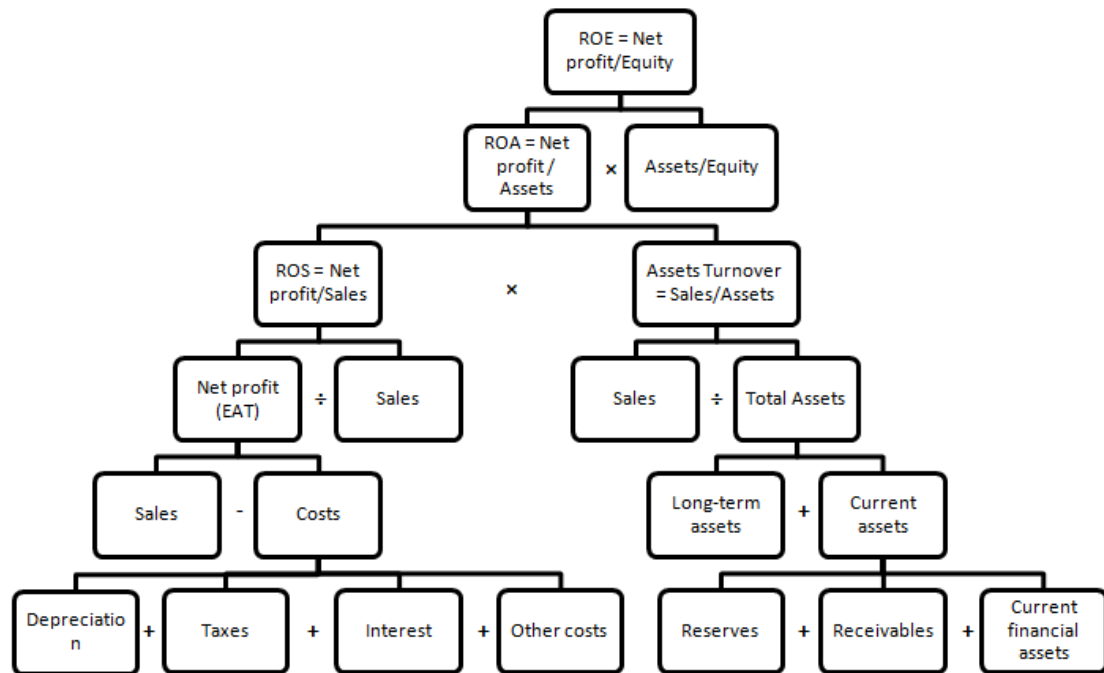 ROE = Net
profit/Equity
ROA = Net
profit /
Assets
×
Assets/Equity
ROS = Net
profit/Sales
×
Assets Turnover
= Sales/Assets
Net profit
(EAT)
÷
Sales
Sales
÷
Total Assets
Sales
-
Costs
Long-term
assets
+
Current
assets
Depreciatio
n
+
Taxes
+
Interest
+
Other costs
Reserves
+
Receivables
+
Current
financial
assets